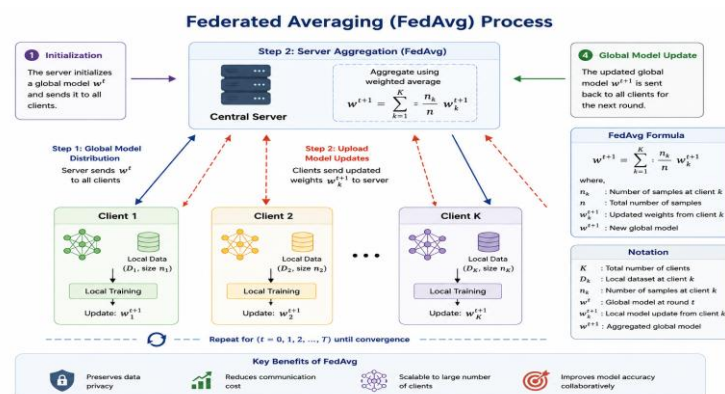 Federated Averaging (FedAvg) Process
1 Initialization
The server initializes
a global model w^t
and sends it to all
clients.
Step 2: Server Aggregation (FedAvg)
Central Server
Aggregate using
weighted average
w^{t+1} = \sum_{k=1}^{K} : \frac{n_k}{n} w_k^{t+1}
4 Global Model Update
The updated global
model w^{t+1} is sent
back to all clients for
the next round.
Step 1: Global Model
Distribution
Server sends w^t
to all clients
Step 2: Upload
Model Updates
Clients send updated
weights w_k^{t+1} to server
FedAvg Formula
w^{t+1} = \sum_{k=1}^{K} : \frac{n_k}{n} w_k^{t+1}
where,
n_k : Number of samples at client k
n : Total number of samples
w_k^{t+1} : Updated weights from client k
w^{t+1} : New global model
Client 1
Local Data
(D_1, size n_1)
Local Training
Update: w_1^{t+1}
Client 2
Local Data
(D_2, size n_2)
Local Training
Update: w_2^{t+1}
...
Client K
Local Data
(D_K, size n_K)
Local Training
Update: w_K^{t+1}
Notation
K : Total number of clients
D_k : Local dataset at client k
n_k : Number of samples at client k
w^t : Global model at round t
w_k^{t+1} : Local model update from client k
w^{t+1} : Aggregated global model
Repeat for (t = 0, 1, 2, ..., T) until convergence
Key Benefits of FedAvg
Preserves data
privacy
Reduces communication
cost
Scalable to large number
of clients
Improves model accuracy
collaboratively